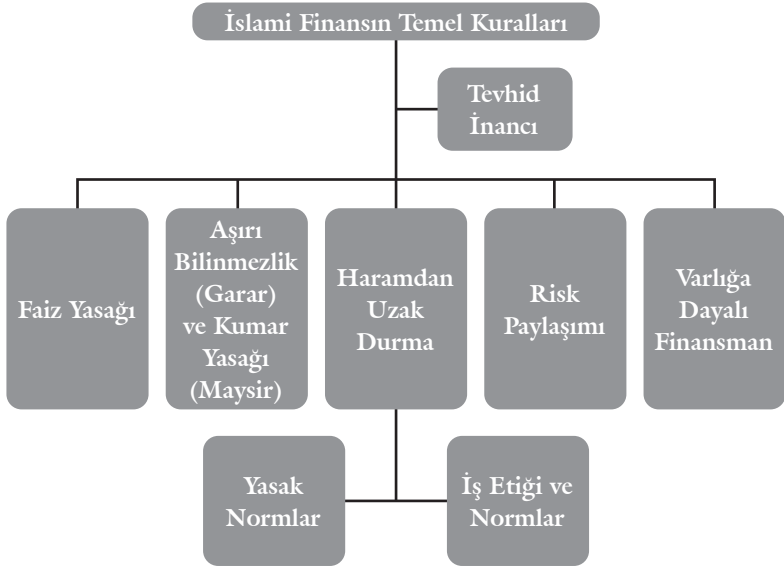 İslami Finansın Temel Kuralları
Tevhid
İnancı
Faiz Yasağı
Aşırı
Bilinmezlik
(Garar)
ve Kumar
Yasağı
(Maysir)
Haramdan
Uzak
Durma
Risk
Paylaşımı
Varlığa
Dayalı
Finansman
Yasak
Normlar
İş Etiği ve
Normlar